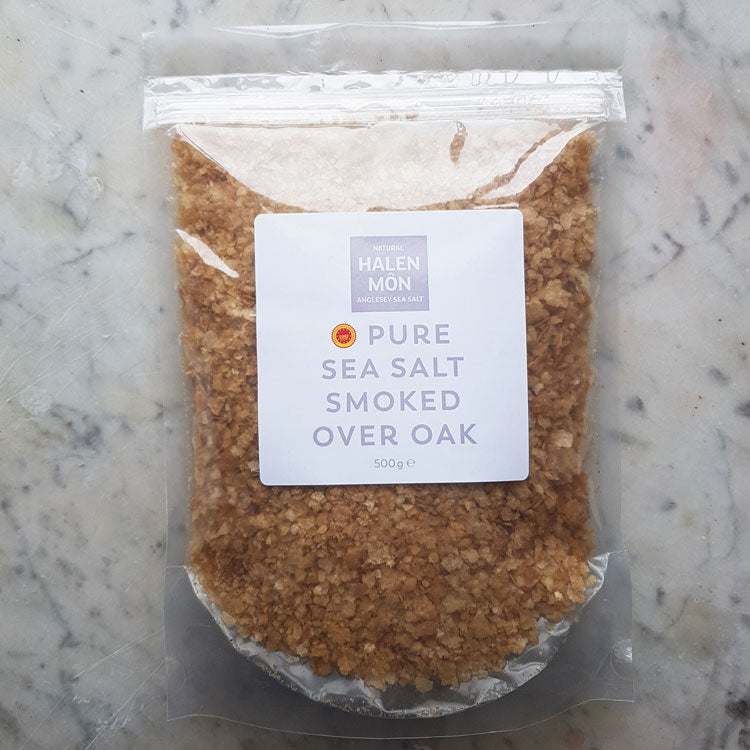 NATURAL
HALEN
MÔN
ANGLESEY SEA SALT
PURE
SEA SALT
SMOKED
OVER OAK
500g ℮